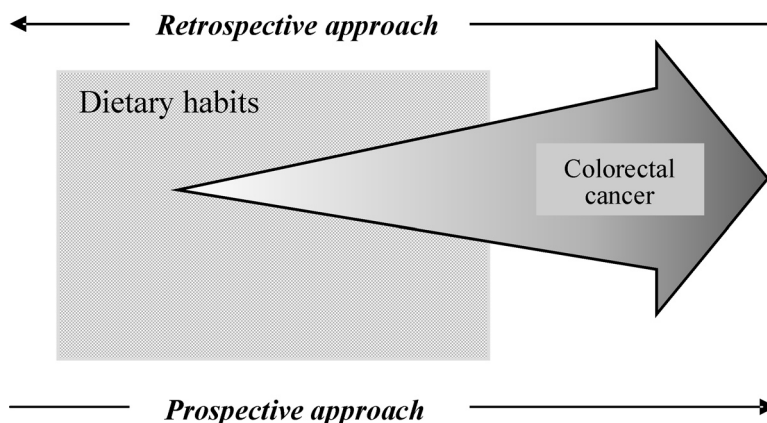 Retrospective approach
Dietary habits
Colorectal
cancer
Prospective approach